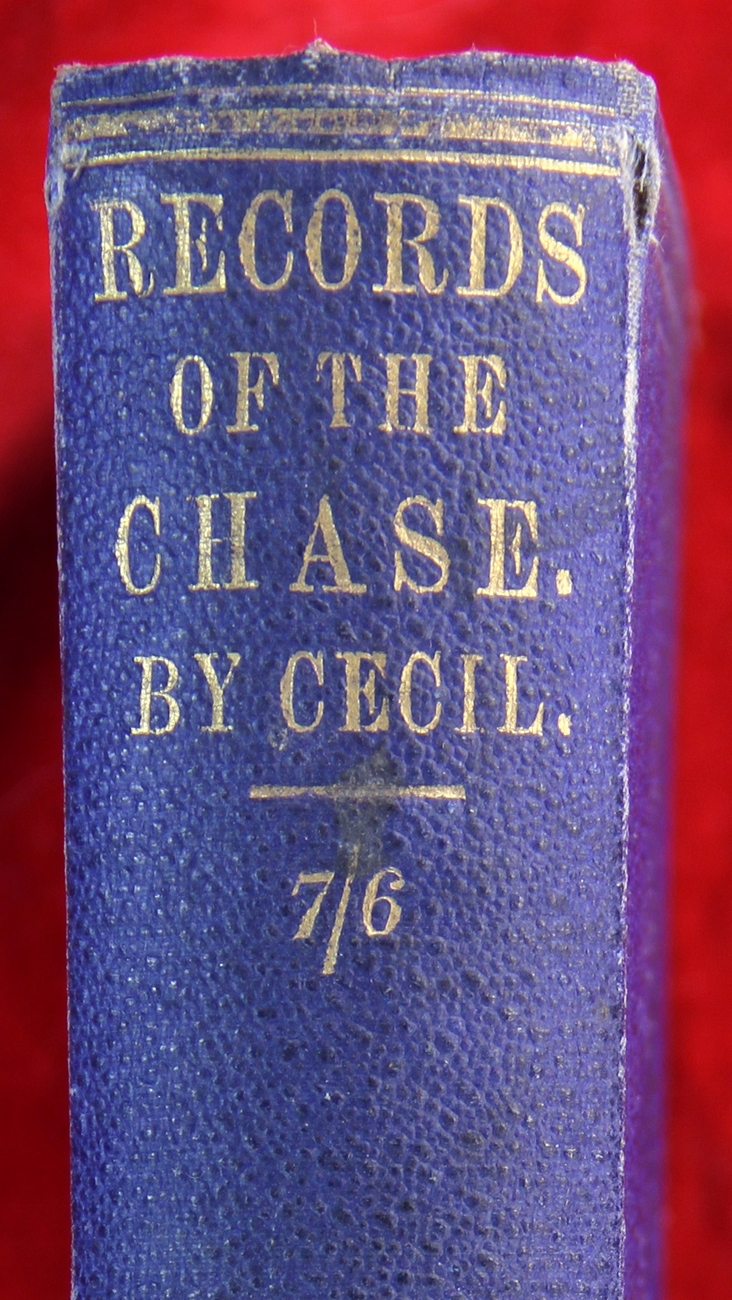 RECORDS
OF THE
CHASE.
BY CECIL.
7/6